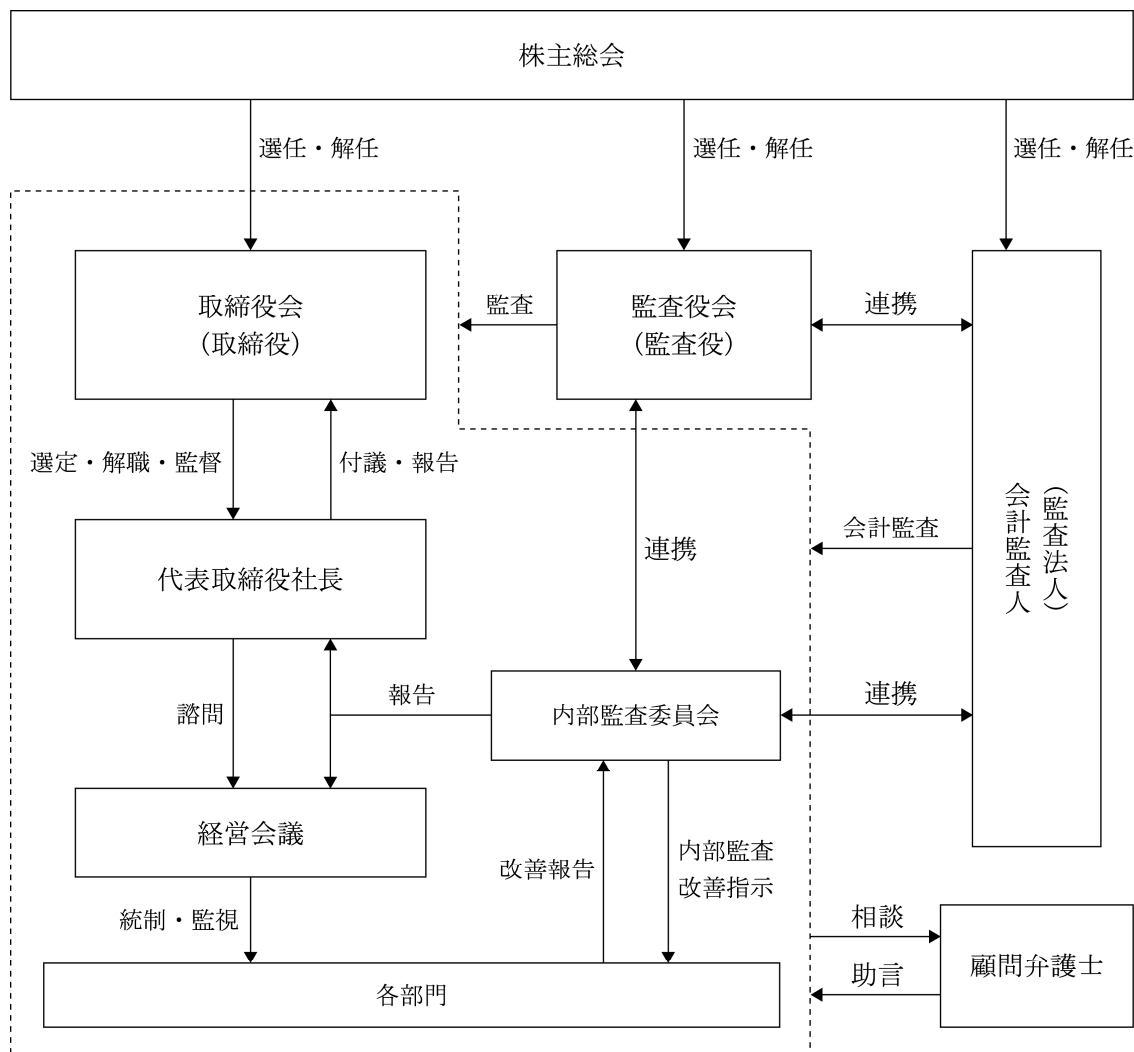 株主総会
選任・解任
選任・解任
選任・解任
取締役会
（取締役）
監査
監査役会
（監査役）
連携
選定・解職・監督
付議・報告
連携
会計監査
会計監査人
（監査法人）
代表取締役社長
諮問
報告
内部監査委員会
連携
経営会議
改善報告
内部監査
改善指示
統制・監視
相談
助言
顧問弁護士
各部門